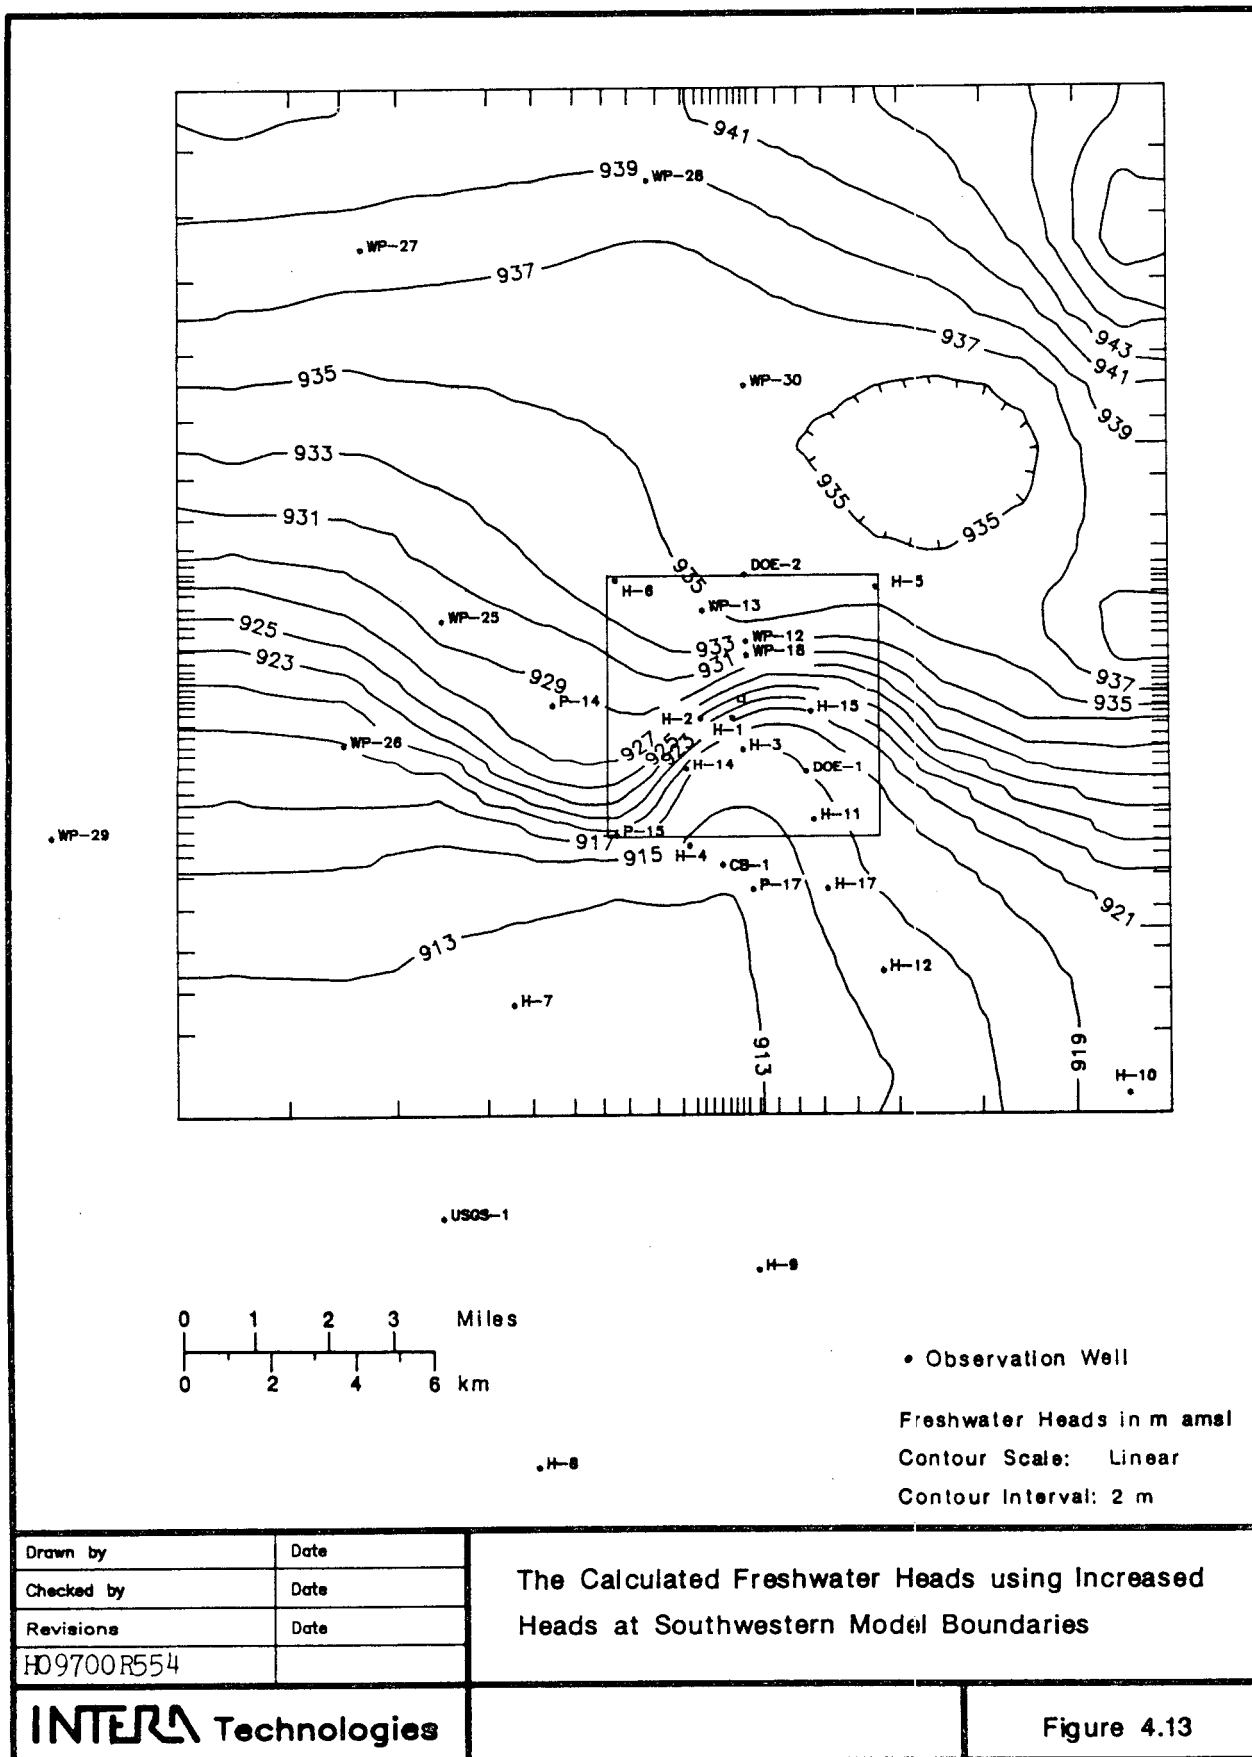 941
939
WP-28
WP-27
937
937
943
941
939
935
WP-30
935
935
933
931
935
DOE-2
H-6
H-5
WP-13
WP-25
925
WP-12
933
WP-18
931
923
937
929
935
P-14
H-2
H-15
H-1
WP-26
927
925
923
H-3
H-14
DOE-1
H-11
WP-29
P-15
917
915
H-4
CB-1
P-17
H-17
921
913
H-12
H-7
913
919
H-10
USGS-1
H-9
0 1 2 3 Miles
0 2 4 6 km
• Observation Well
Freshwater Heads in m amsl
Contour Scale: Linear
Contour Interval: 2 m
H-8
Drawn by Date
Checked by Date
Revisions Date
H09700R554
The Calculated Freshwater Heads using Increased
Heads at Southwestern Model Boundaries
INTERA Technologies
Figure 4.13